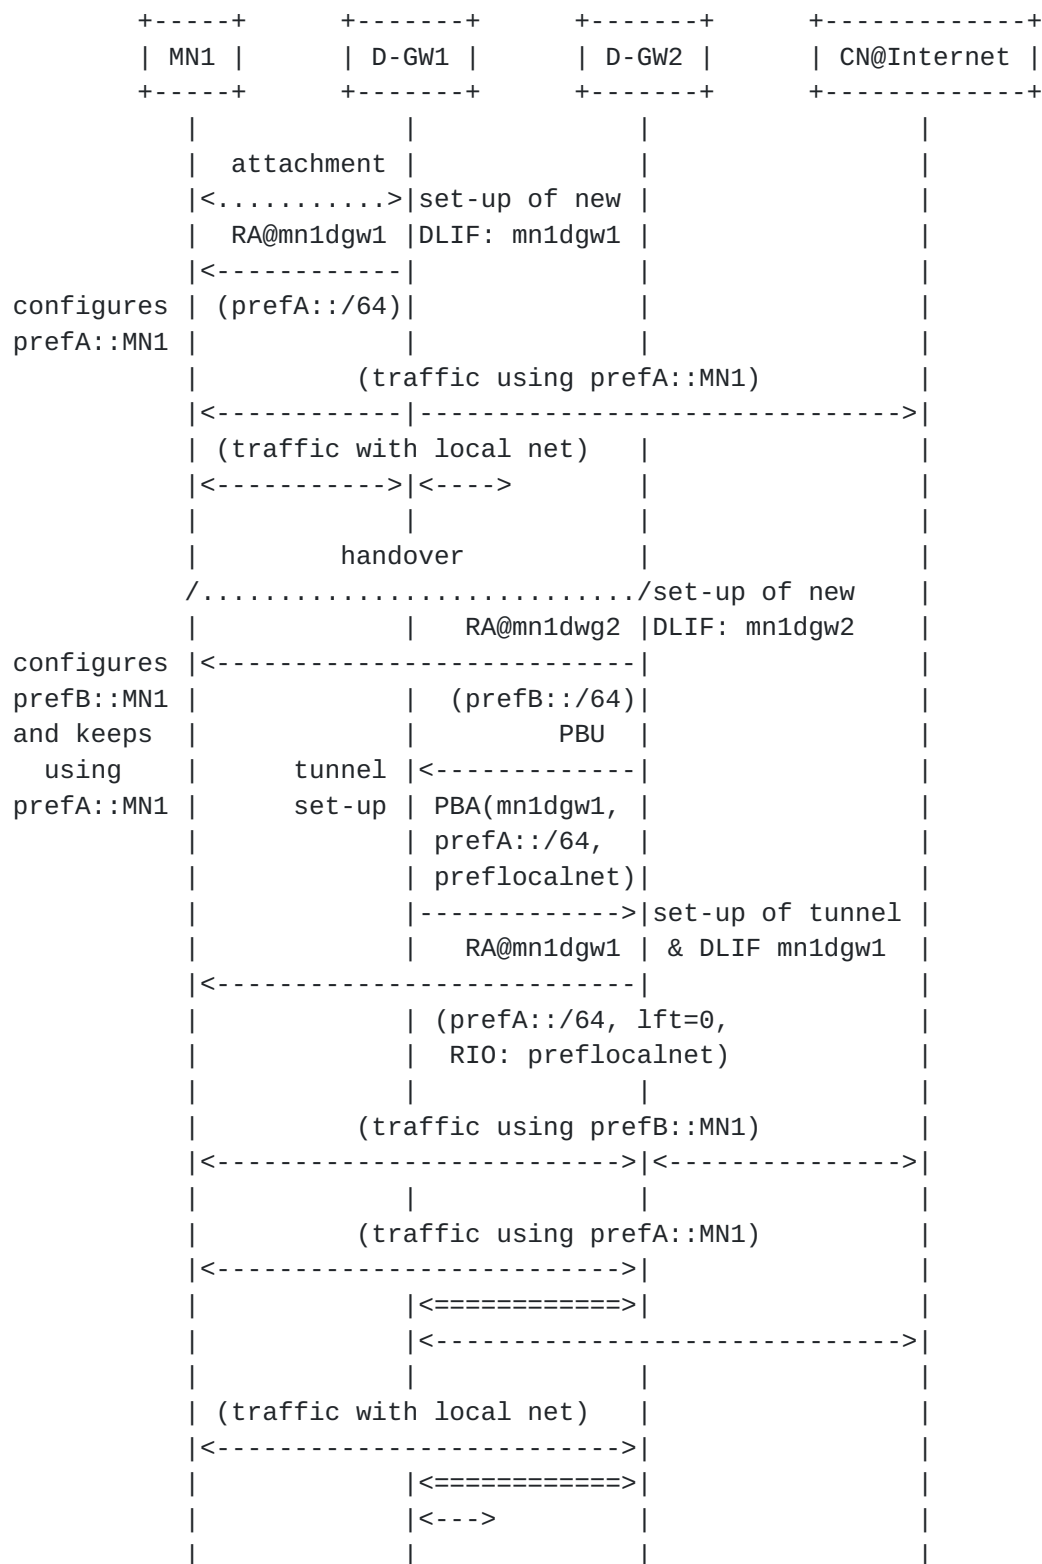 +-----+      +-------+      +-------+      +-------------+
| MN1 |      | D-GW1 |      | D-GW2 |      | CN@Internet |
+-----+      +-------+      +-------+      +-------------+
|             |              |                 |
|  attachment |              |                 |
|<...........>|set-up of new |                 |
|  RA@mn1dgw1 |DLIF: mn1dgw1 |                 |
|<------------|              |                 |
configures | (prefA::/64)|              |                 |
prefA::MN1 |             |              |                 |
|          (traffic using prefA::MN1)          |
|<------------|------------------------------->|
| (traffic with local net)   |                 |
|<----------->|<---->        |                 |
|             |              |                 |
|         handover           |                 |
/............................/set-up of new    |
|             |   RA@mn1dwg2 |DLIF: mn1dgw2    |
configures |<---------------------------|                 |
prefB::MN1 |             |  (prefB::/64)|                 |
and keeps  |             |         PBU  |                 |
using    |      tunnel |<-------------|                 |
prefA::MN1 |      set-up | PBA(mn1dgw1, |                 |
|             | prefA::/64,  |                 |
|             | preflocalnet)|                 |
|             |------------->|set-up of tunnel |
|             |   RA@mn1dgw1 | & DLIF mn1dgw1  |
|<---------------------------|                 |
|             | (prefA::/64, lft=0,            |
|             |  RIO: preflocalnet)            |
|             |              |                 |
|          (traffic using prefB::MN1)          |
|<-------------------------->|<--------------->|
|             |              |                 |
|          (traffic using prefA::MN1)          |
|<-------------------------->|                 |
|             |<============>|                 |
|             |<------------------------------>|
|             |              |                 |
| (traffic with local net)   |                 |
|<-------------------------->|                 |
|             |<============>|                 |
|             |<--->         |                 |
|             |              |                 |